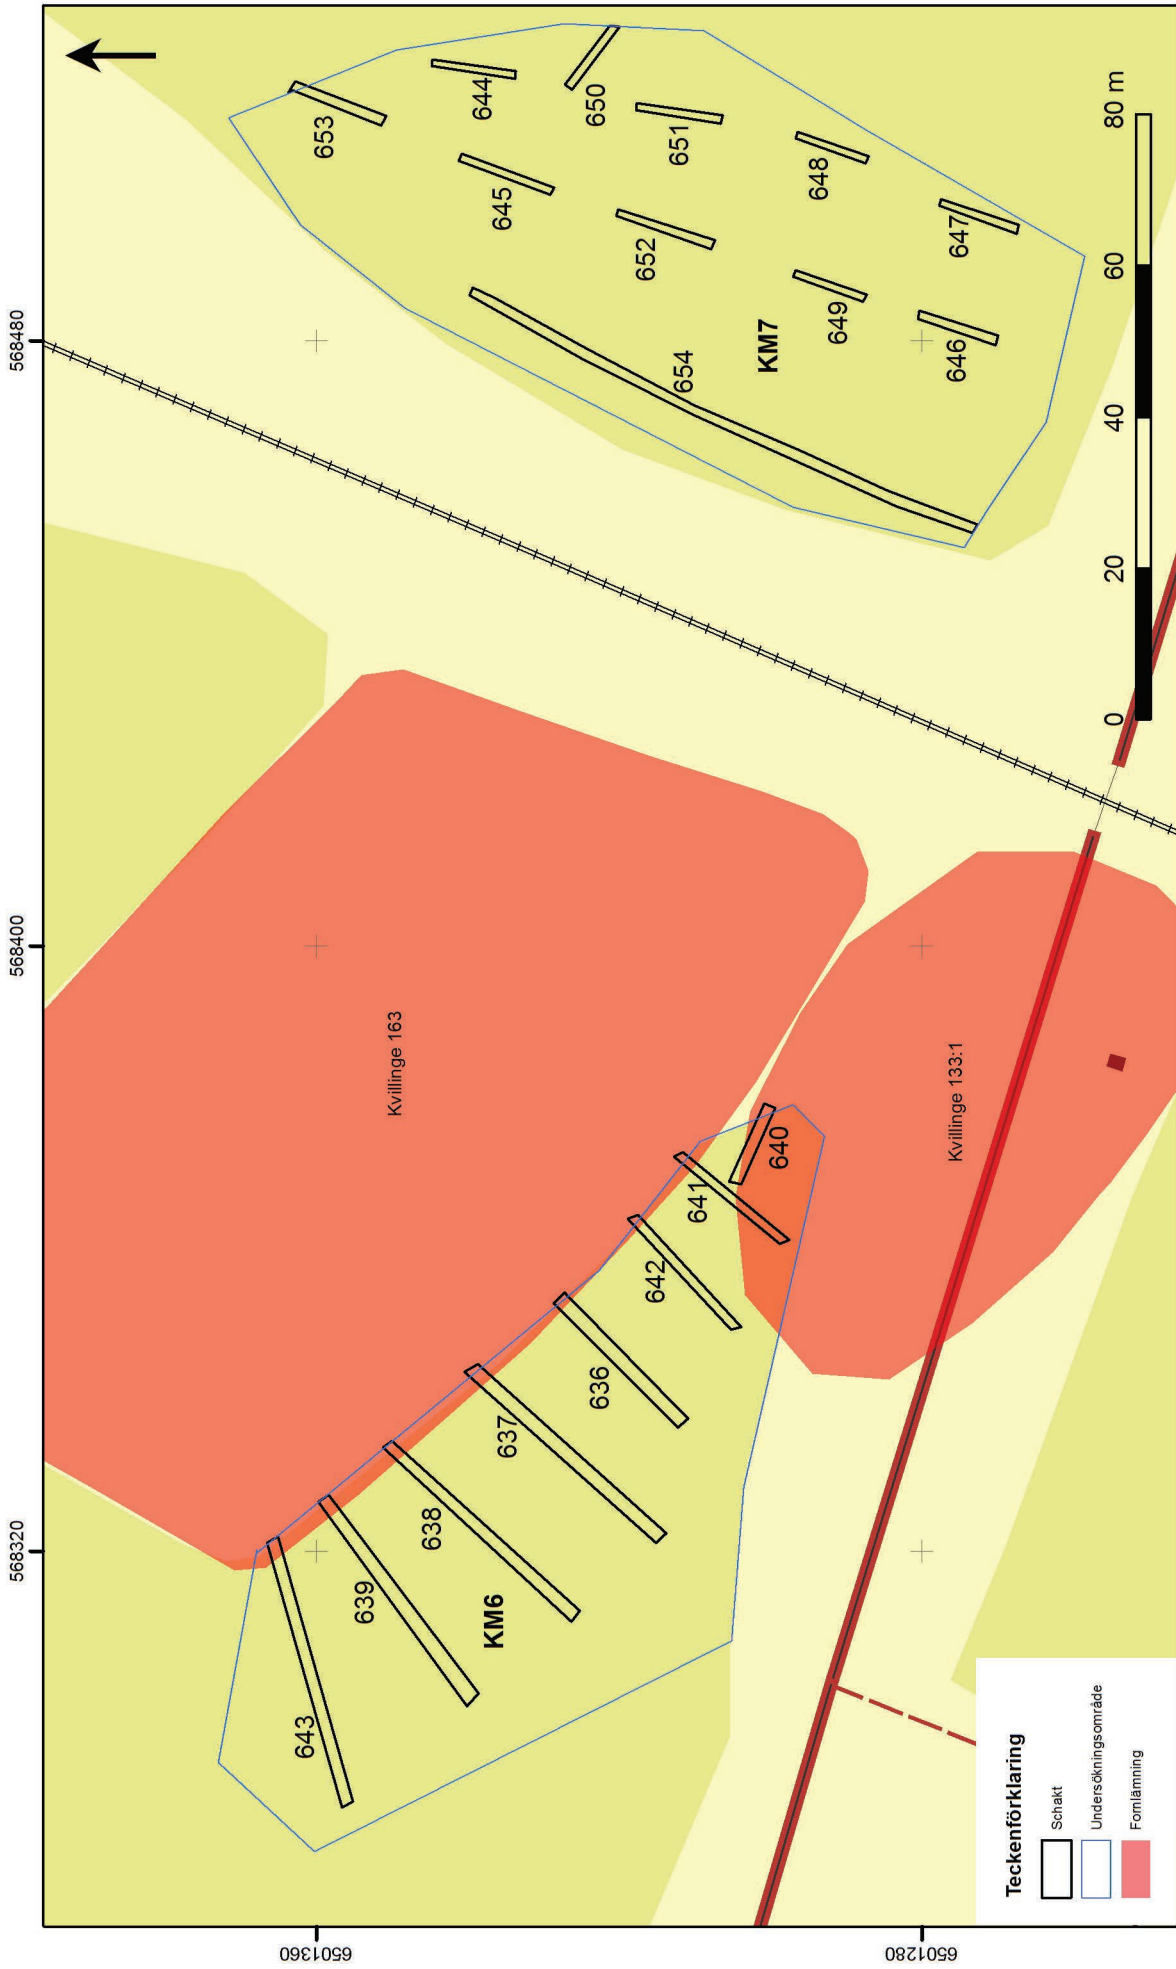 568320
568400
568480
6501360
6501280
643
639
638
637
636
642
641
640
KM6
Kvillinge 163
Kvillinge 133:1
653
644
650
645
651
652
648
654
649
647
646
KM7
0 20 40 60 80 m
Teckenförklaring
Schakt
Undersökningsområde
Fornlämning